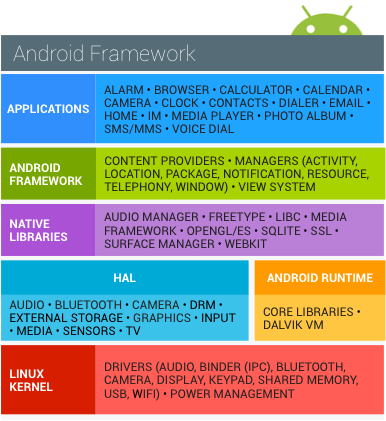 Android Framework
APPLICATIONS
ALARM • BROWSER • CALCULATOR • CALENDAR •
CAMERA • CLOCK • CONTACTS • DIALER • EMAIL •
HOME • IM • MEDIA PLAYER • PHOTO ALBUM •
SMS/MMS • VOICE DIAL
ANDROID
FRAMEWORK
CONTENT PROVIDERS • MANAGERS (ACTIVITY,
LOCATION, PACKAGE, NOTIFICATION, RESOURCE,
TELEPHONY, WINDOW) • VIEW SYSTEM
NATIVE
LIBRARIES
AUDIO MANAGER • FREETYPE • LIBC • MEDIA
FRAMEWORK • OPENGL/ES • SQLITE • SSL •
SURFACE MANAGER • WEBKIT
HAL
AUDIO • BLUETOOTH • CAMERA • DRM •
EXTERNAL STORAGE • GRAPHICS • INPUT
• MEDIA • SENSORS • TV
ANDROID RUNTIME
CORE LIBRARIES •
DALVIK VM
LINUX
KERNEL
DRIVERS (AUDIO, BINDER (IPC), BLUETOOTH,
CAMERA, DISPLAY, KEYPAD, SHARED MEMORY,
USB, WIFI) • POWER MANAGEMENT